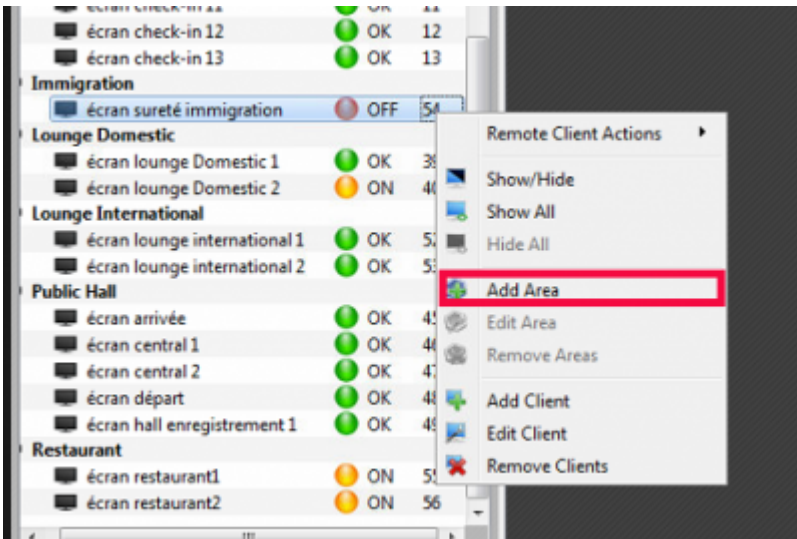 écran check-in 12 OK 12
écran check-in 13 OK 13
Immigration
écran sureté immigration OFF 54
Lounge Domestic
écran lounge Domestic 1 OK
écran lounge Domestic 2 ON
Lounge International
écran lounge international 1 OK
écran lounge international 2 OK
Public Hall
écran arrivée OK
écran central 1 OK
écran central 2 OK
écran départ OK
écran hall enregistrement 1 OK
Restaurant
écran restaurant1 ON
écran restaurant2 ON 56
Remote Client Actions
Show/Hide
Show All
Hide All
Add Area
Edit Area
Remove Areas
Add Client
Edit Client
Remove Clients